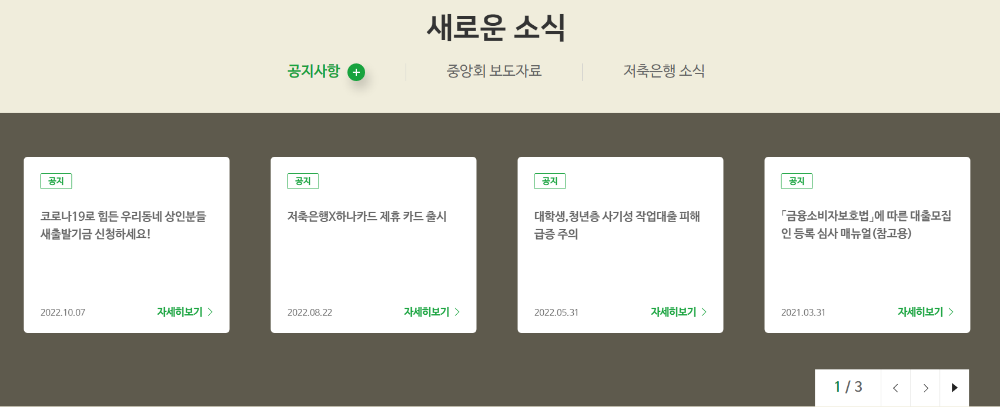 새로운 소식
공지사항 +
중앙회 보도자료
저축은행 소식
공지
코로나19로 힘든 우리동네 상인분들
새출발기금 신청하세요!
2022.10.07
자세히보기 >
공지
저축은행X하나카드 제휴 카드 출시
2022.08.22
자세히보기 >
공지
대학생,청년층 사기성 작업대출 피해
급증 주의
2022.05.31
자세히보기 >
공지
「금융소비자보호법」에 따른 대출모집
인 등록 심사 매뉴얼(참고용)
2021.03.31
자세히보기 >
1 / 3